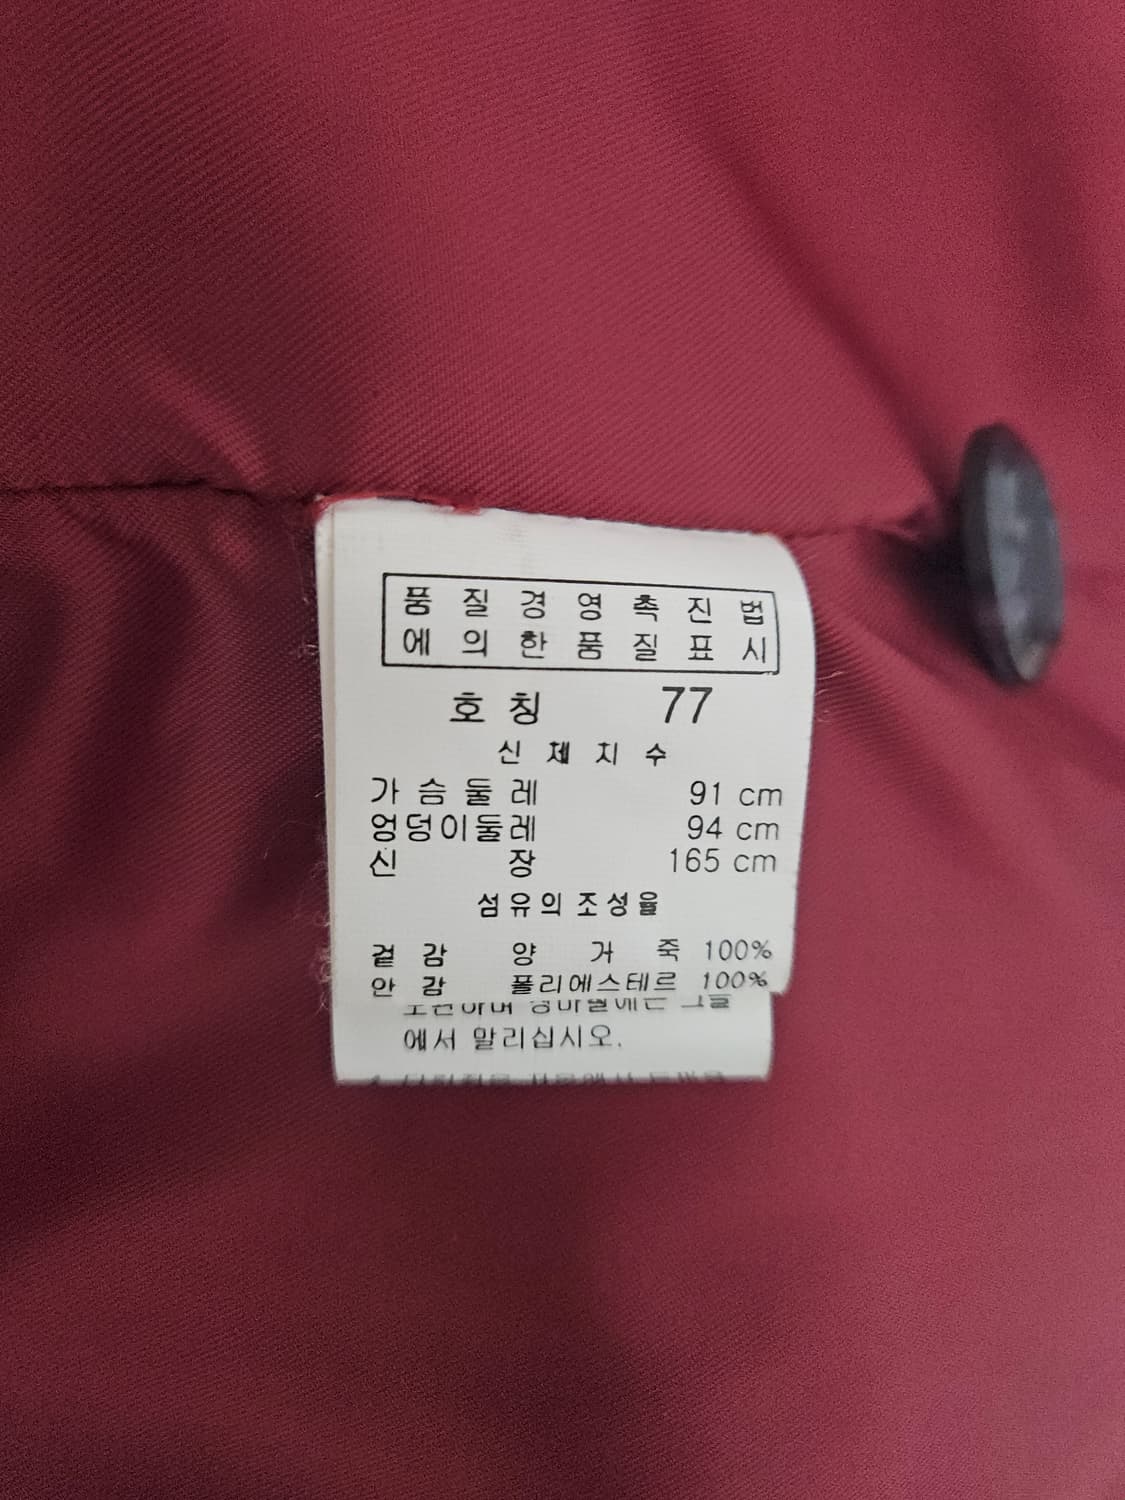 품 질 경 영 촉 진 법
에 의 한 품 질 표 시
호 칭 77
신 체 치 수
가 슴 둘 레 91 cm
엉덩이둘레 94 cm
신 장 165 cm
섬유의 조성율
겉 감 양 가 죽 100%
안 감 폴리에스테르 100%
에서 말리십시오.